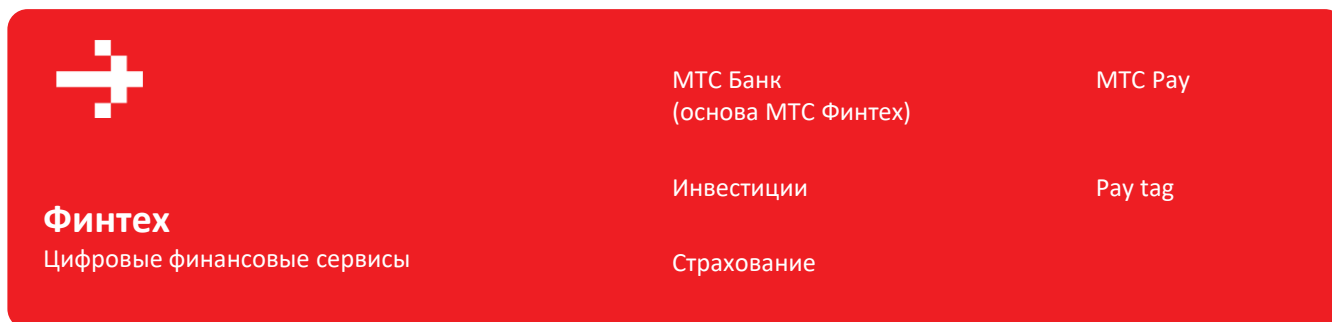 Финтех
Цифровые финансовые сервисы
МТС Банк
(основа МТС Финтех)
Инвестиции
Страхование
МТС Pay
Pay tag